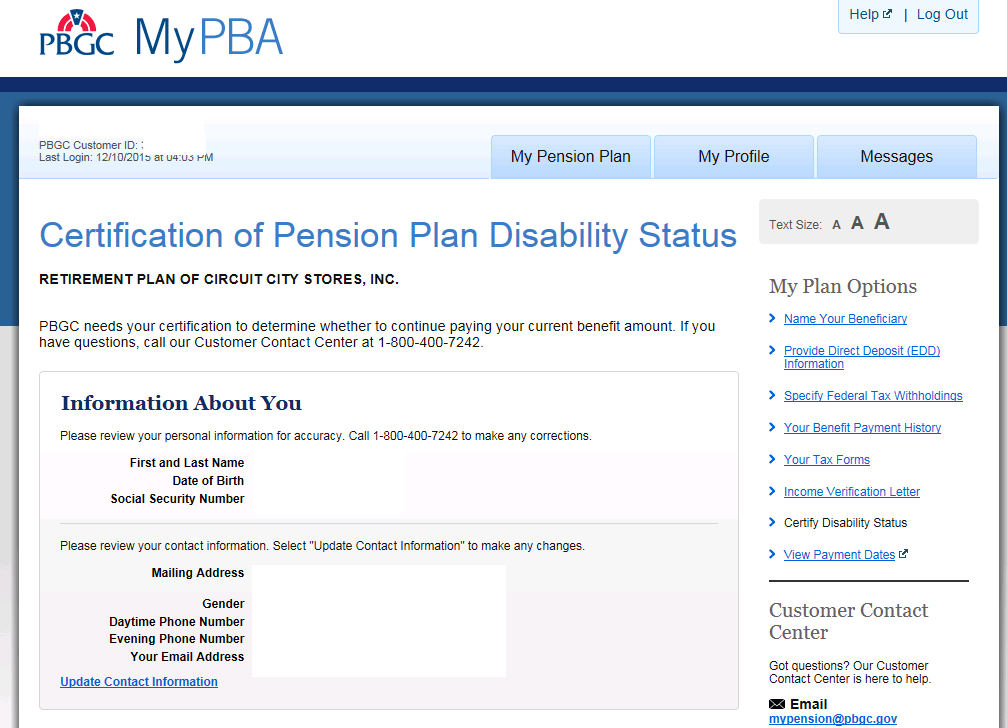 PBGC MyPBA
Help | Log Out
PBGC Customer ID:
Last Login: 12/10/2015 at 04:03 PM
My Pension Plan
My Profile
Messages
Certification of Pension Plan Disability Status
RETIREMENT PLAN OF CIRCUIT CITY STORES, INC.
PBGC needs your certification to determine whether to continue paying your current benefit amount. If you
have questions, call our Customer Contact Center at 1-800-400-7242.
Information About You
Please review your personal information for accuracy. Call 1-800-400-7242 to make any corrections.
First and Last Name
Date of Birth
Social Security Number
Please review your contact information. Select "Update Contact Information" to make any changes.
Mailing Address
Gender
Daytime Phone Number
Evening Phone Number
Your Email Address
Update Contact Information
Text Size: A A A
My Plan Options
Name Your Beneficiary
Provide Direct Deposit (EDD)
Information
Specify Federal Tax Withholdings
Your Benefit Payment History
Your Tax Forms
Income Verification Letter
Certify Disability Status
View Payment Dates
Customer Contact
Center
Got questions? Our Customer
Contact Center is here to help.
Email
mypension@pbgc.gov